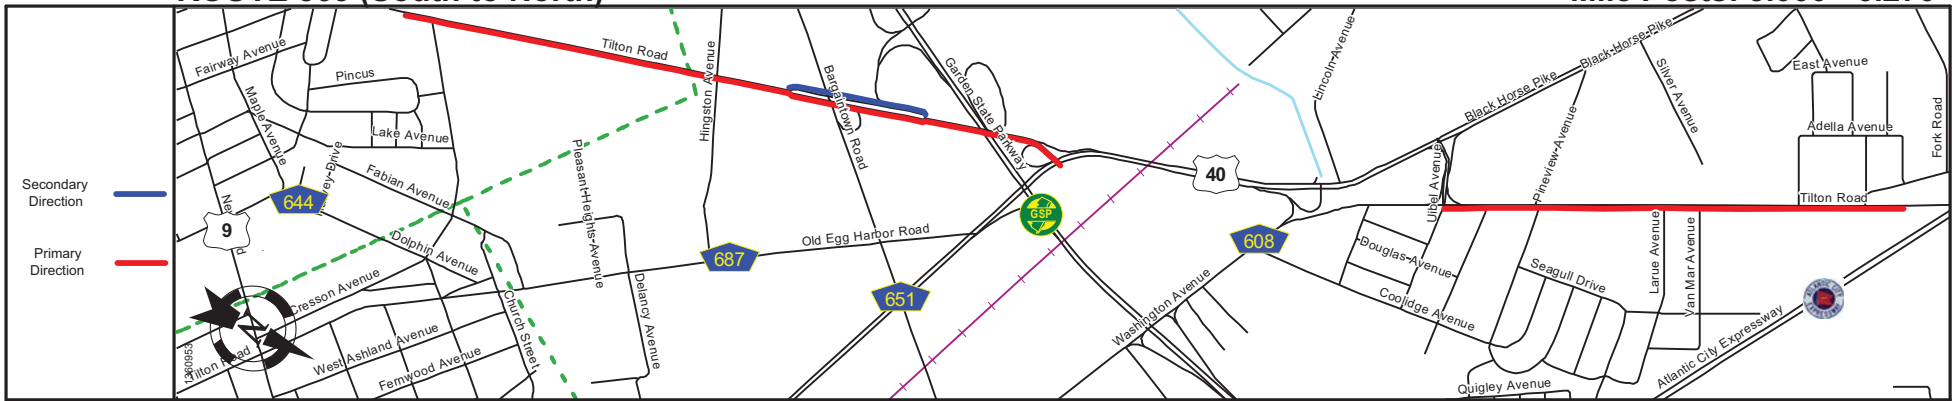 Secondary
Direction
Primary
Direction
Fairway Avenue
Pincus
Maple Avenue
Lake Avenue
Fabian Avenue
644
9
Dolphin Avenue
Cresson Avenue
N
Tilton Road
1360953
West Ashland Avenue
Fernwood Avenue
Church Street
Tilton Road
Hingston Avenue
Pleasant Heights Avenue
Delancy Avenue
687
Old Egg Harbor Road
Bargaintown Road
651
Garden State Parkway
GSP
40
Lincoln Avenue
Black Horse Pike
Black Horse Pike
Silver Avenue
East Avenue
Adella Avenue
Fork Road
Uibel Avenue
Pineview Avenue
Tilton Road
608
Washington Avenue
Douglas Avenue
Coolidge Avenue
Seagull Drive
Larue Avenue
Van Mar Avenue
Quigley Avenue
Atlantic City Expressway